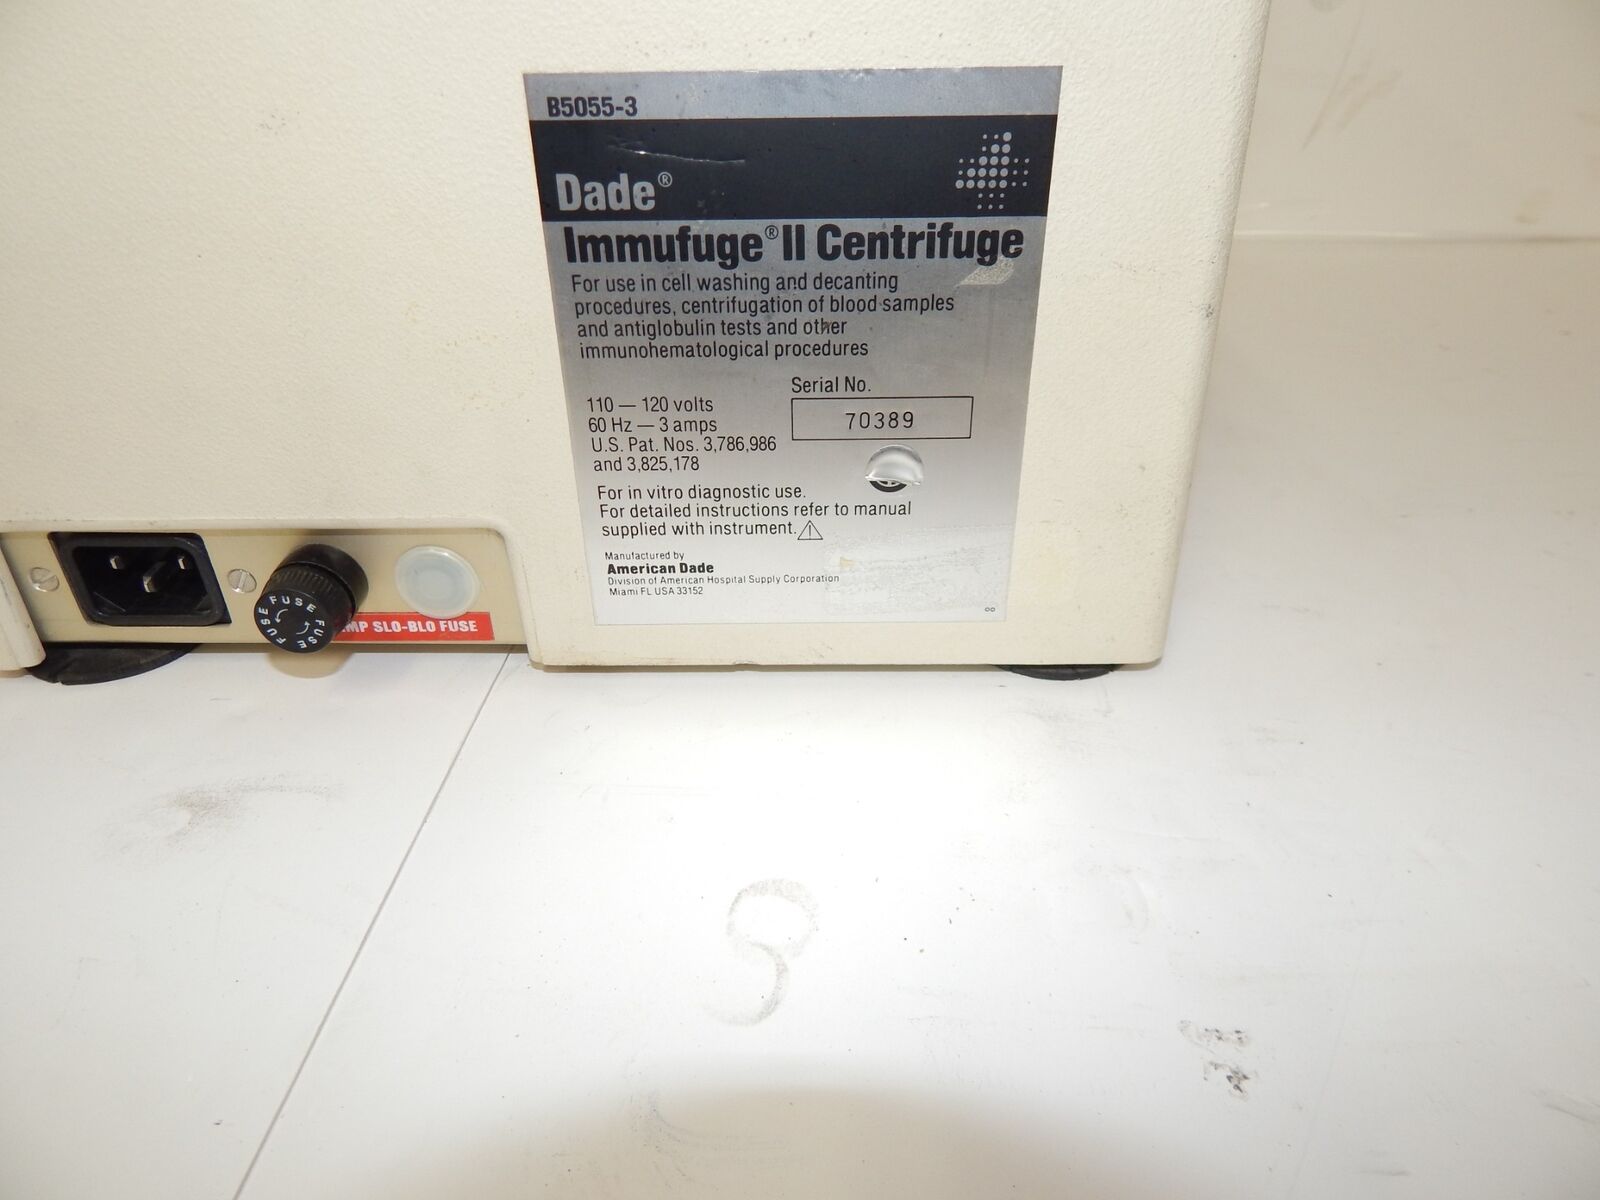 B5055-3
Dade®
Immufuge® II Centrifuge
For use in cell washing and decanting
procedures, centrifugation of blood samples
and antiglobulin tests and other
immunohematological procedures
110 — 120 volts
60 Hz — 3 amps
U.S. Pat. Nos. 3,786,986
and 3,825,178
Serial No.
70389
For in vitro diagnostic use.
For detailed instructions refer to manual
supplied with instrument.
Manufactured by
American Dade
Division of American Hospital Supply Corporation
Miami FL USA 33152
FUSE
FUSE
FUSE
FUSE
SLO-BLO FUSE